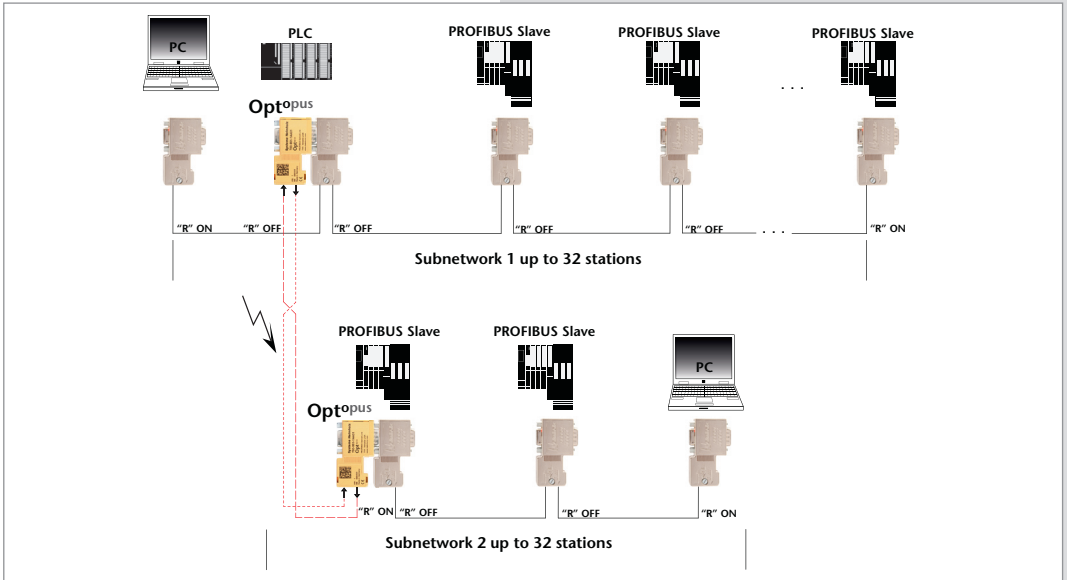 PC
PLC
PROFIBUS Slave
PROFIBUS Slave
PROFIBUS Slave
. . .
Optopus
"R" ON
"R" OFF
"R" OFF
"R" OFF
"R" OFF
. . .
"R" ON
Subnetwork 1 up to 32 stations
PROFIBUS Slave
PROFIBUS Slave
PC
Optopus
"R" ON
"R" OFF
"R" OFF
"R" ON
Subnetwork 2 up to 32 stations